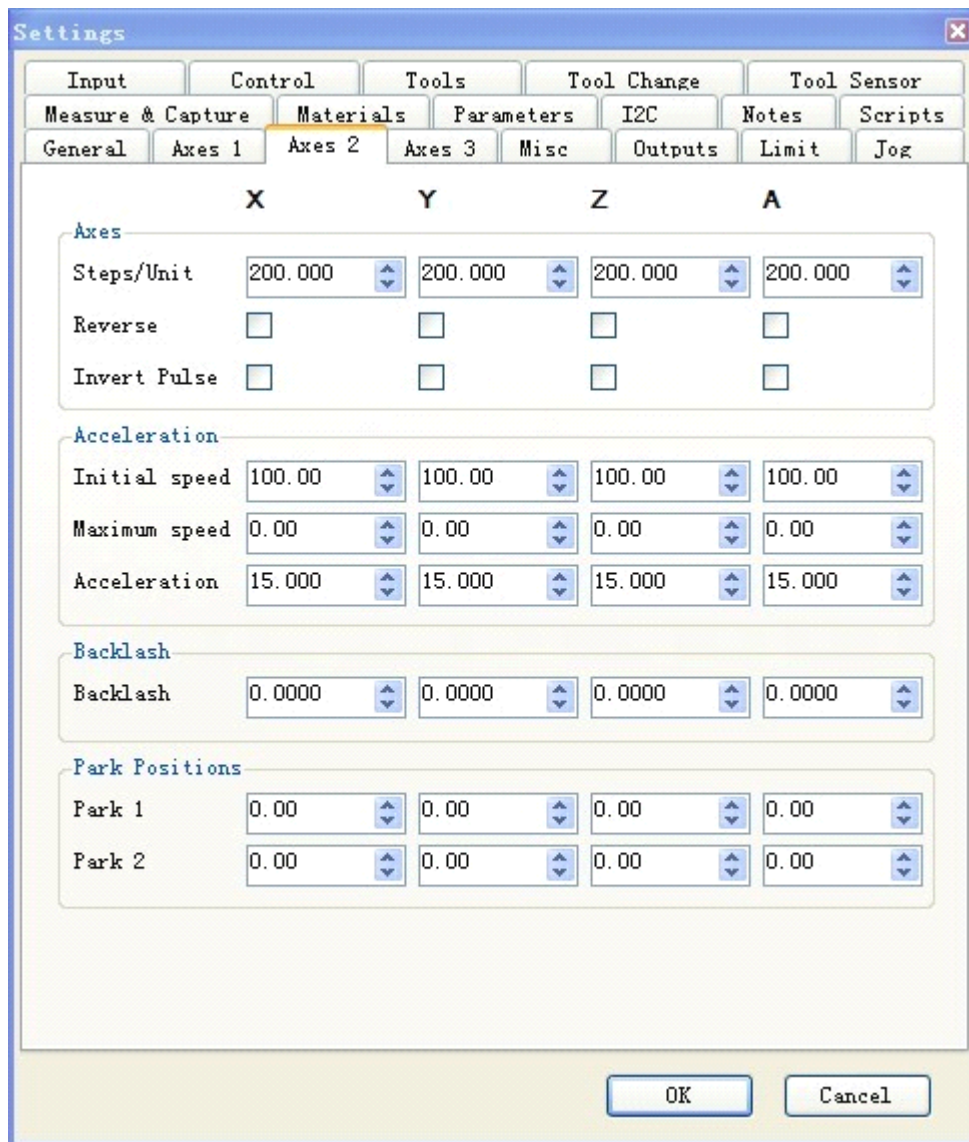 Settings
Input Control Tools Tool Change Tool Sensor
Measure & Capture Materials Parameters I2C Notes Scripts
General Axes 1 Axes 2 Axes 3 Misc Outputs Limit Jog
X Y Z A
Axes
Steps/Unit 200.000 200.000 200.000 200.000
Reverse
Invert Pulse
Acceleration
Initial speed 100.00 100.00 100.00 100.00
Maximum speed 0.00 0.00 0.00 0.00
Acceleration 15.000 15.000 15.000 15.000
Backlash
Backlash 0.0000 0.0000 0.0000 0.0000
Park Positions
Park 1 0.00 0.00 0.00 0.00
Park 2 0.00 0.00 0.00 0.00
OK Cancel